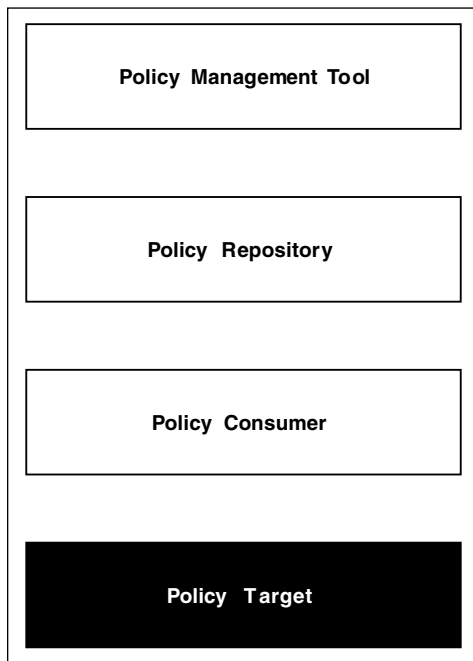 Policy Management Tool
Policy Repository
Policy Consumer
Policy Target